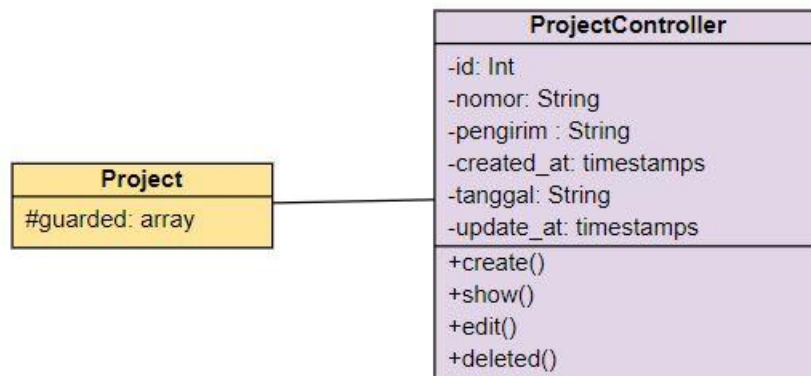 Project
#guarded: array
ProjectController
-id: Int
-nomor: String
-pengirim : String
-created_at: timestamps
-tanggal: String
-update_at: timestamps
+create()
+show()
+edit()
+deleted()